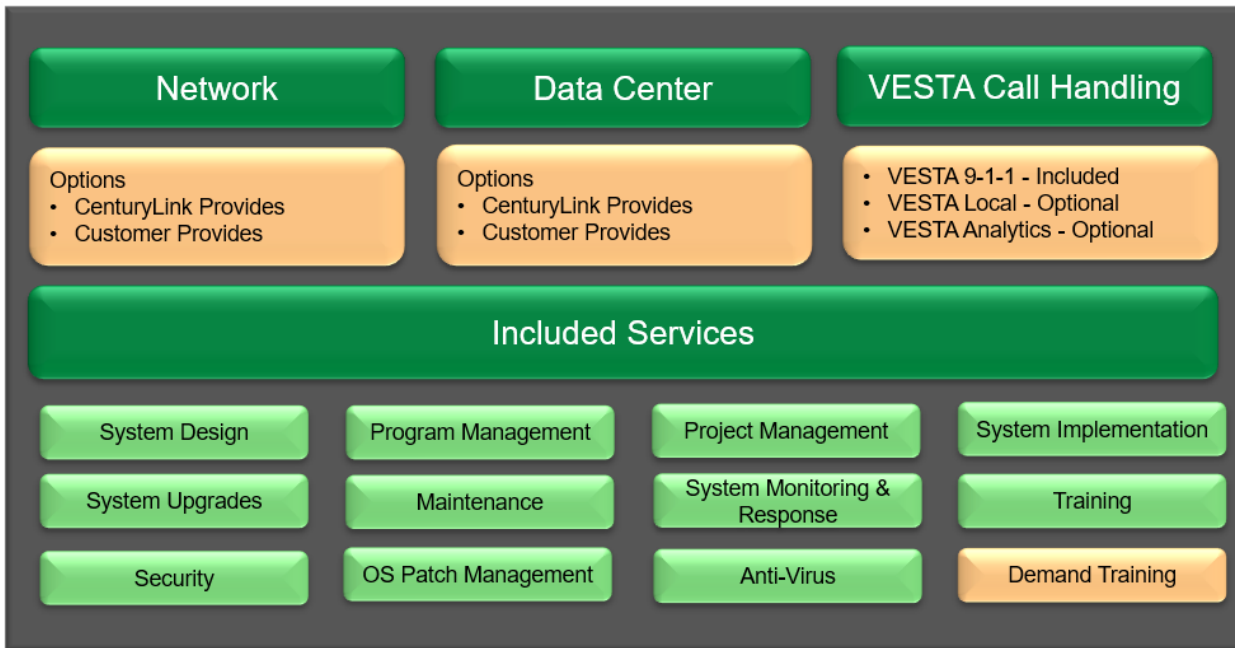 Network
Data Center
VESTA Call Handling
Options
• CenturyLink Provides
• Customer Provides
Options
• CenturyLink Provides
• Customer Provides
• VESTA 9-1-1 - Included
• VESTA Local - Optional
• VESTA Analytics - Optional
Included Services
System Design
Program Management
Project Management
System Implementation
System Upgrades
Maintenance
System Monitoring &
Response
Training
Security
OS Patch Management
Anti-Virus
Demand Training